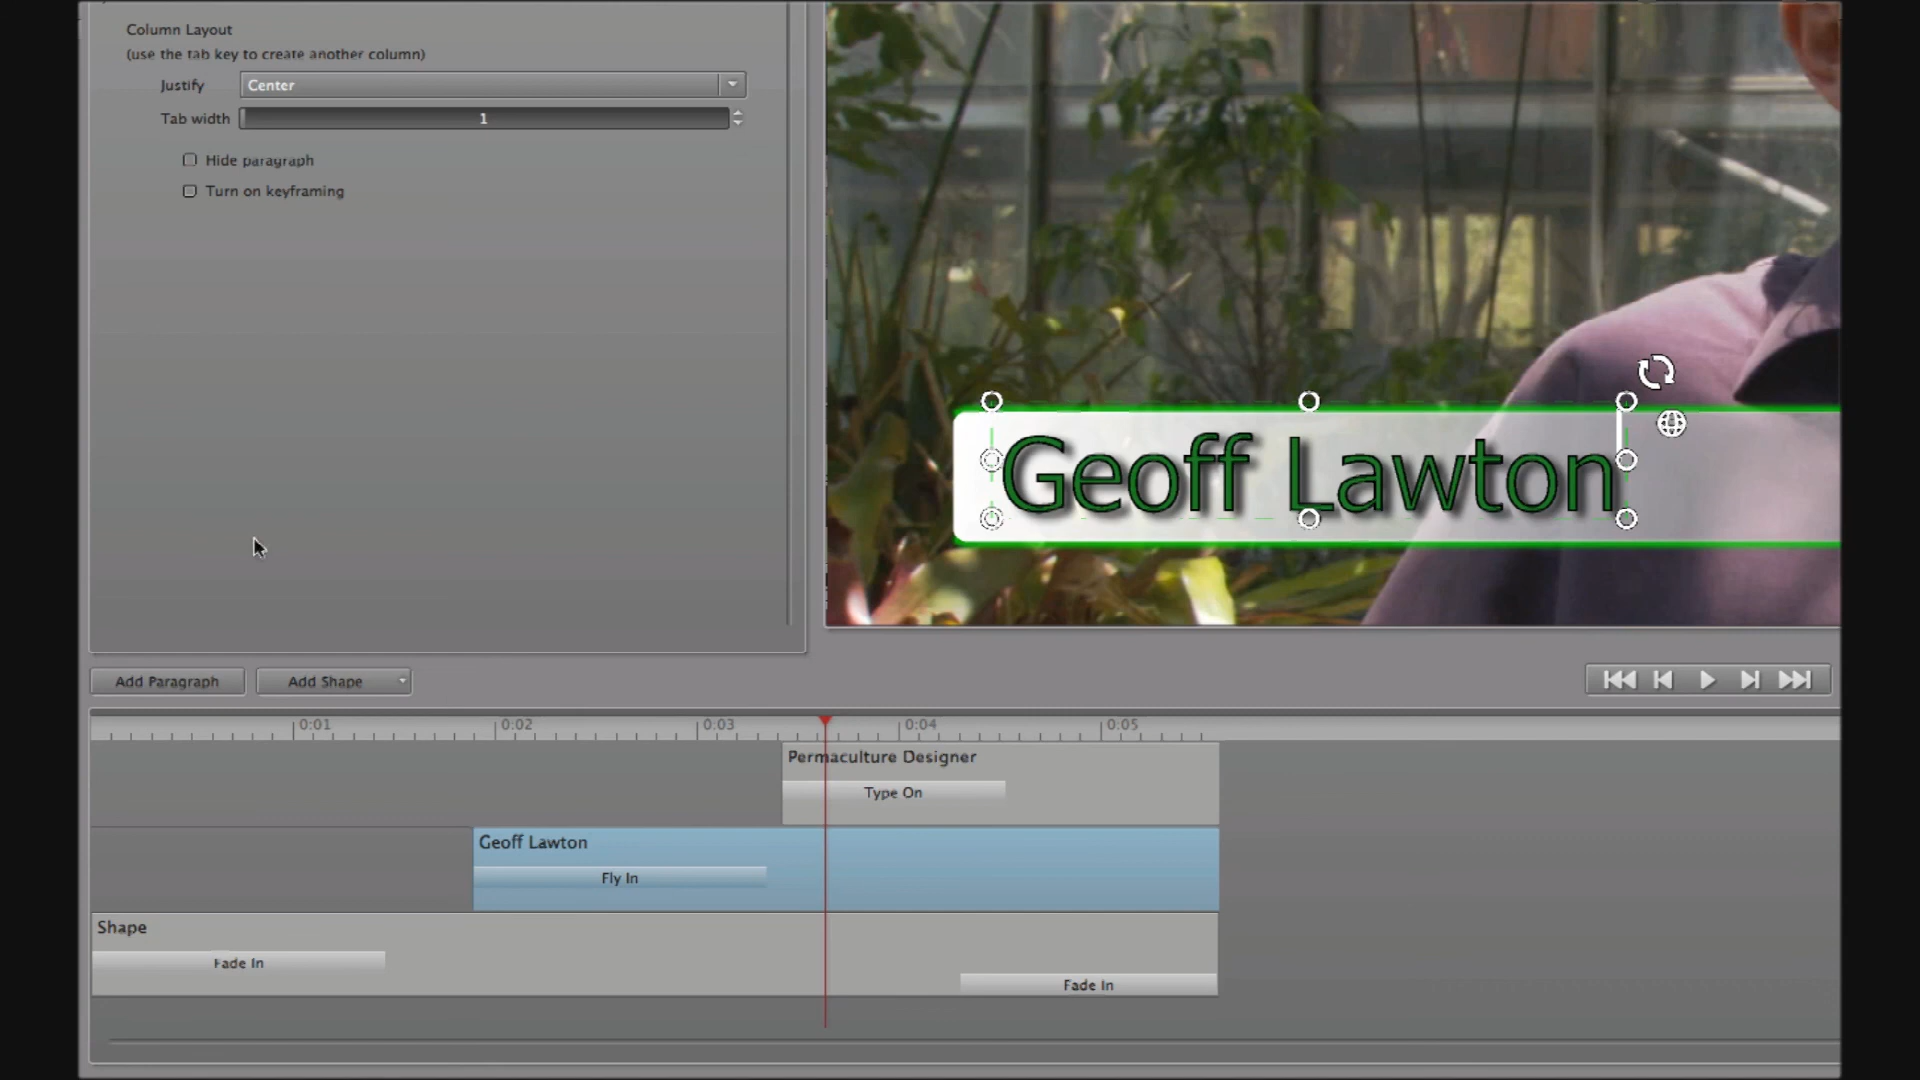 Column Layout
(use the tab key to create another column)
Justify Center
Tab width 1
Hide paragraph
Turn on keyframing
Geoff Lawton
Add Paragraph Add Shape
0:01 0:02 0:03 0:04 0:05
Permaculture Designer
Type On
Geoff Lawton
Fly In
Shape
Fade In
Fade In